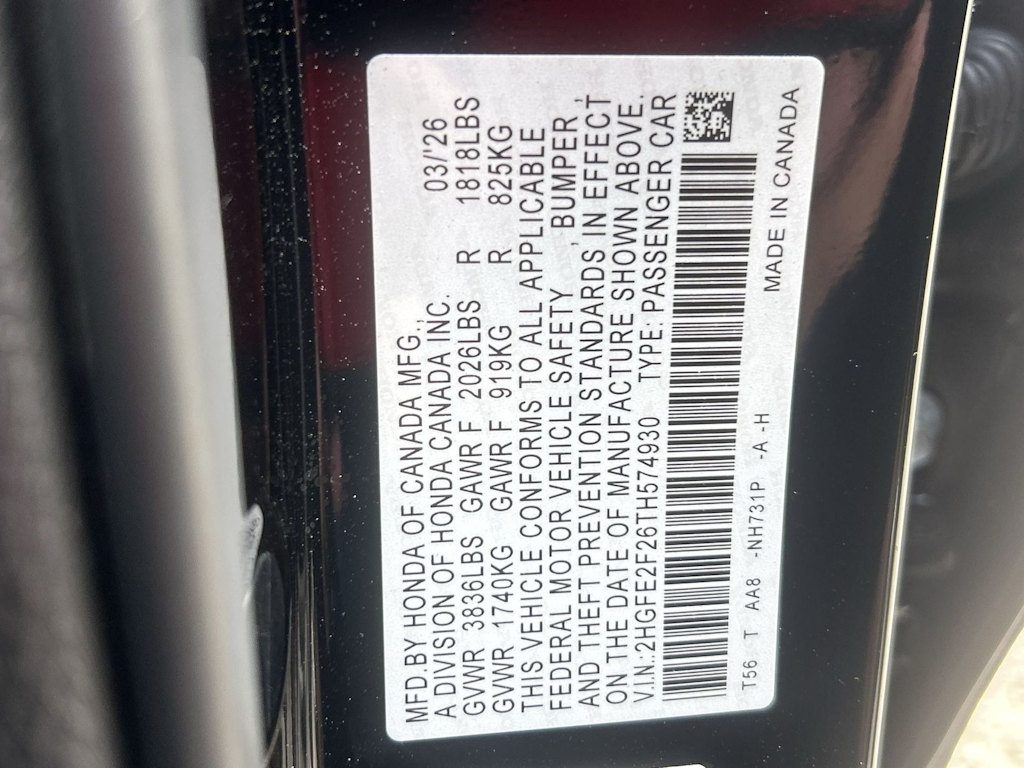 MFD.BY HONDA OF CANADA MFG., 03/'26
A DIVISION OF HONDA CANADA INC.
GVWR 3836LBS GAWR F 2026LBS R 1818LBS
GVWR 1740KG GAWR F 919KG R 825KG
THIS VEHICLE CONFORMS TO ALL APPLICABLE
FEDERAL MOTOR VEHICLE SAFETY, BUMPER,
AND THEFT PREVENTION STANDARDS IN EFFECT
ON THE DATE OF MANUFACTURE SHOWN ABOVE.
V.I.N.:2HGFE2F26TH574930 TYPE: PASSENGER CAR
T56 T AA8 -NH731P -A -H MADE IN CANADA